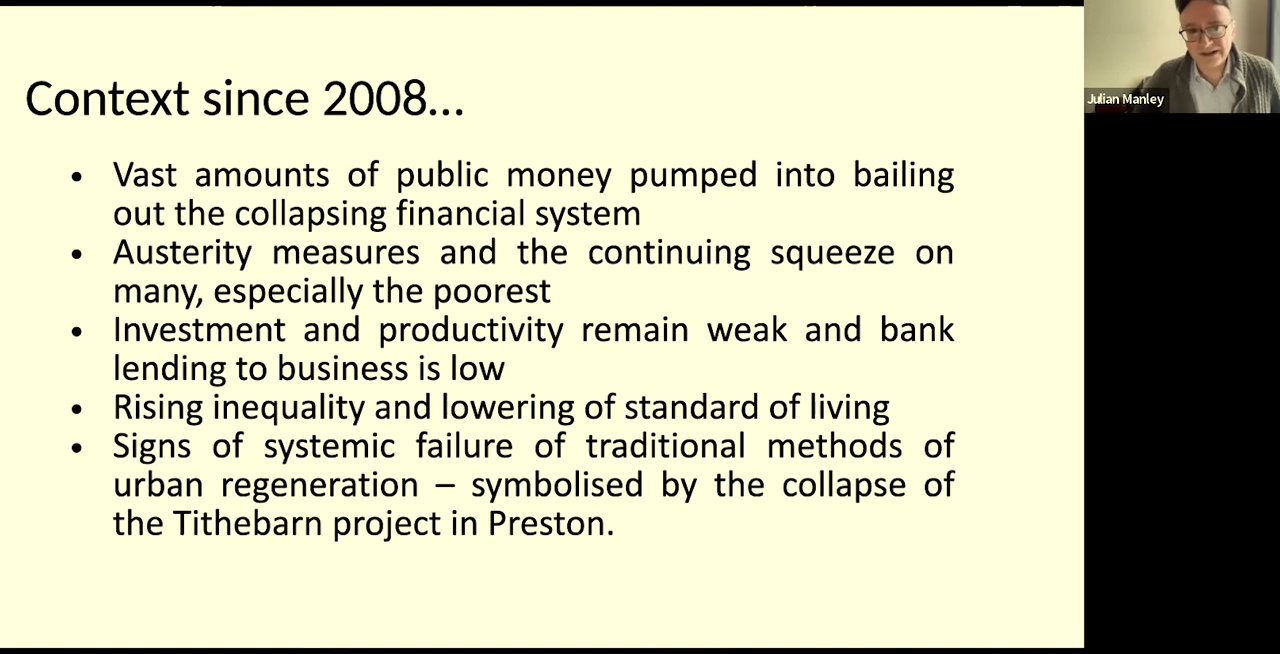 Context since 2008...
• Vast amounts of public money pumped into bailing
out the collapsing financial system
• Austerity measures and the continuing squeeze on
many, especially the poorest
• Investment and productivity remain weak and bank
lending to business is low
• Rising inequality and lowering of standard of living
• Signs of systemic failure of traditional methods of
urban regeneration – symbolised by the collapse of
the Tithebarn project in Preston.
Julian Manley